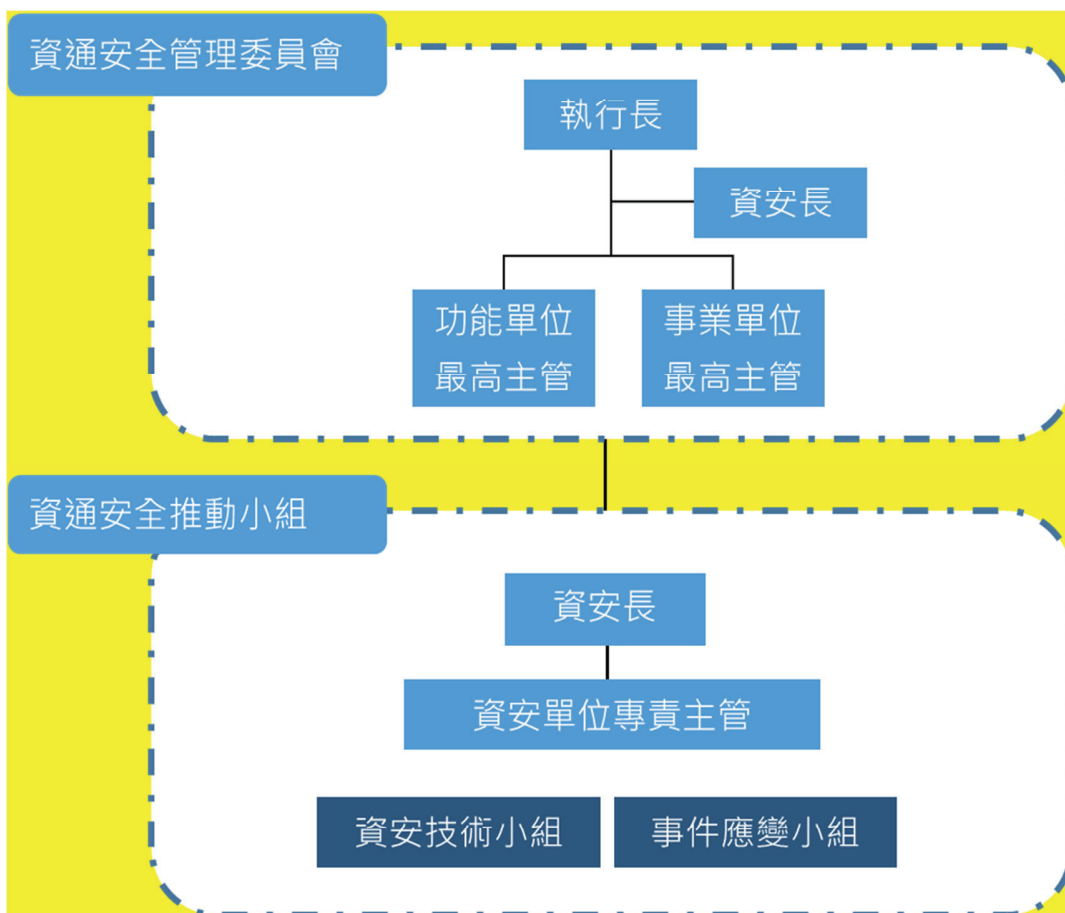 資通安全管理委員會
執行長
資安長
功能單位
最高主管
事業單位
最高主管
資通安全推動小組
資安長
資安單位專責主管
資安技術小組
事件應變小組